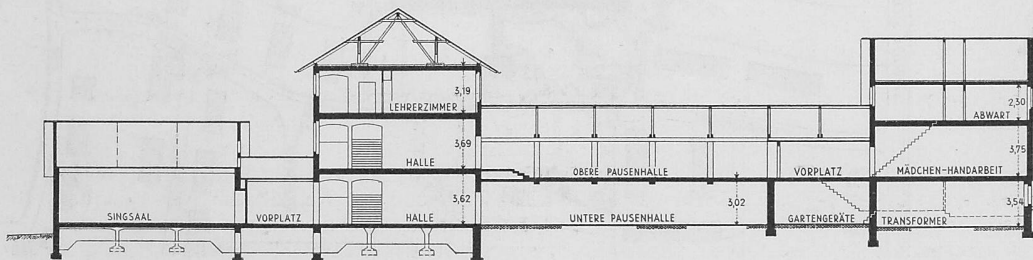 3,19
LEHRERZIMMER
2,30
ABWART
3,69
HALLE
OBERE PAUSENHALLE
VORPLATZ
3,75
MÄDCHEN-HANDARBEIT
SINGSAAL
VORPLATZ
3,62
HALLE
UNTERE PAUSENHALLE
3,02
GARTENGERÄTE
TRANSFORMER
3,54